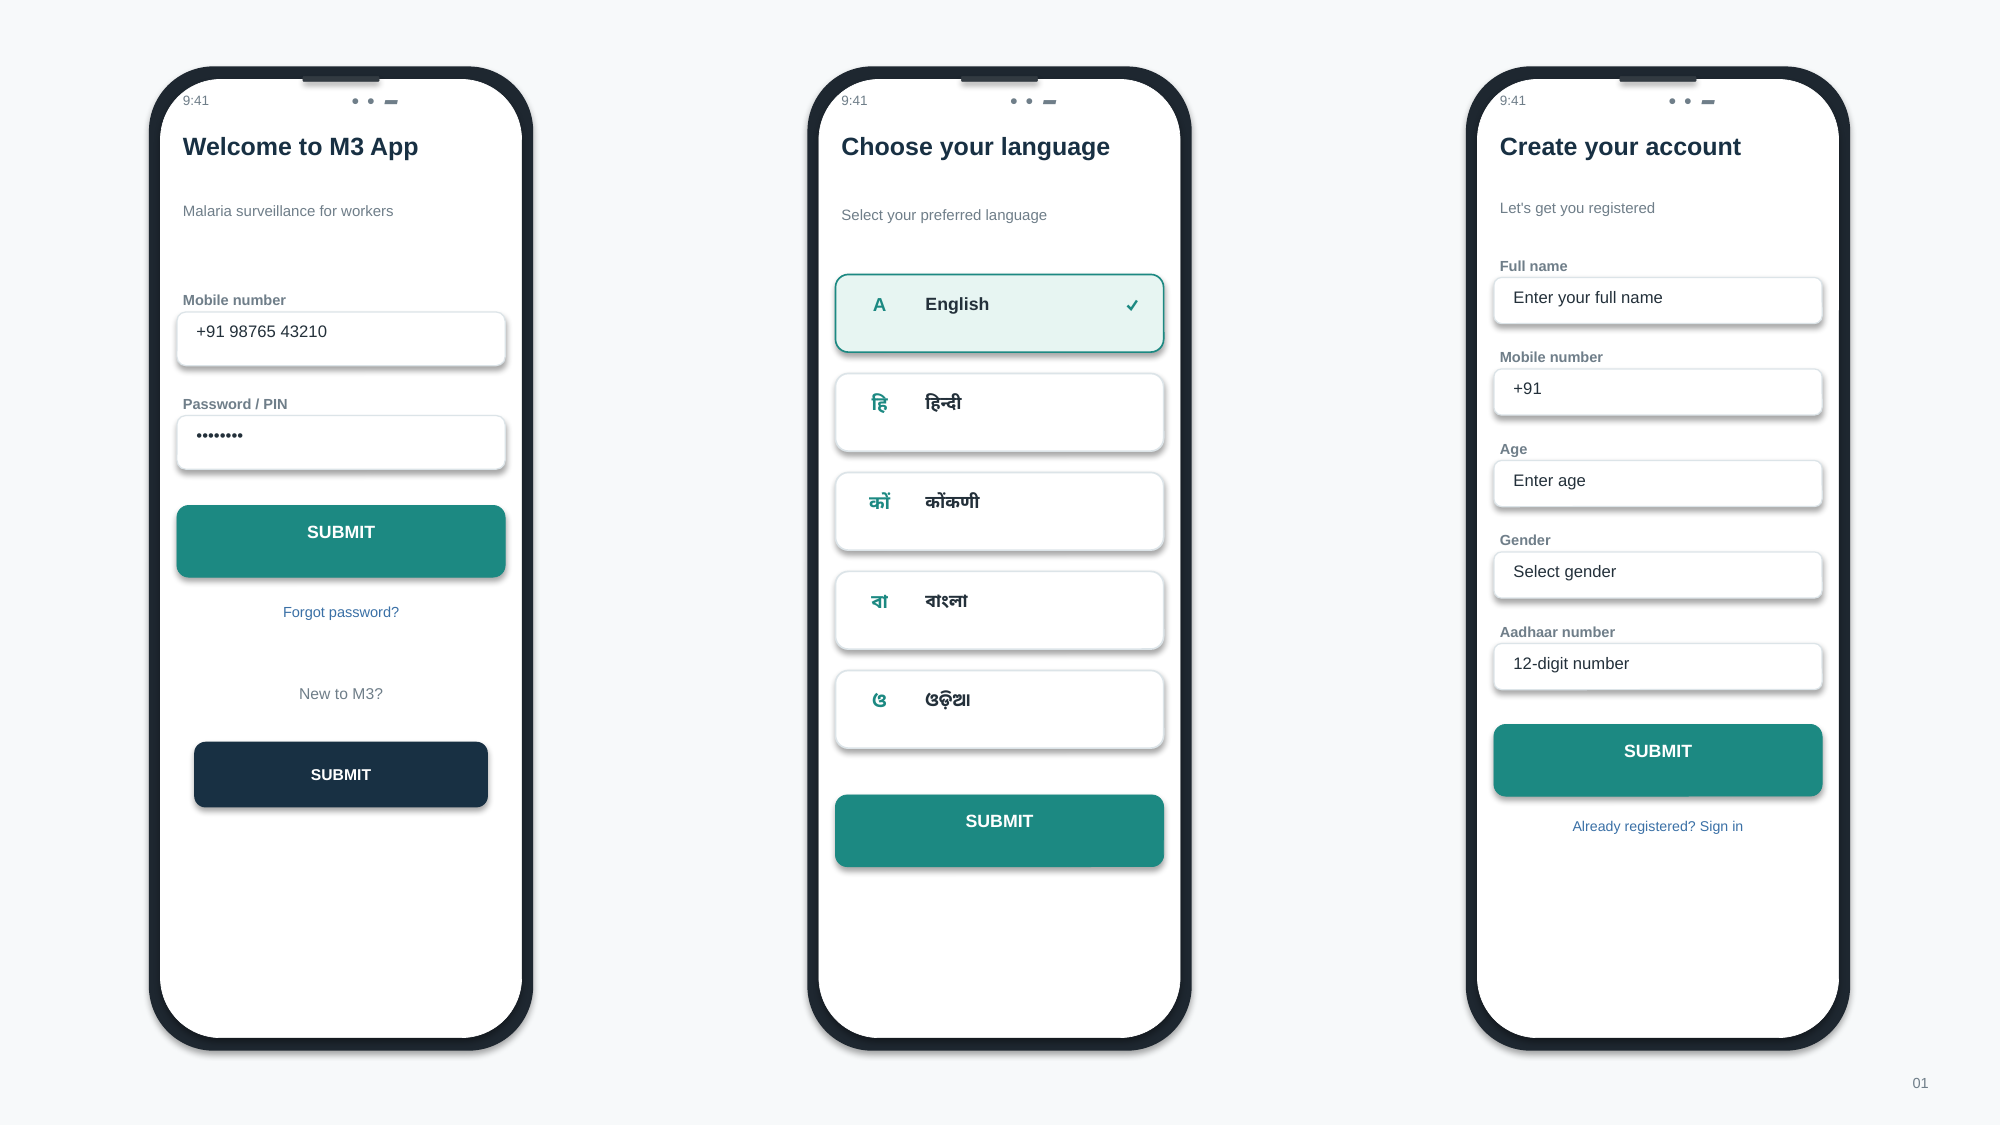 9:41
Welcome to M3 App
Malaria surveillance for workers
Mobile number
+91 98765 43210
Password / PIN
••••••••
SUBMIT
Forgot password?
New to M3?
SUBMIT
9:41
Choose your language
Select your preferred language
A English ✓
हि हिन्दी
कों कोंकणी
বা বাংলা
ଓ ଓଡ଼ିଆ
SUBMIT
9:41
Create your account
Let's get you registered
Full name
Enter your full name
Mobile number
+91
Age
Enter age
Gender
Select gender
Aadhaar number
12-digit number
SUBMIT
Already registered? Sign in
01